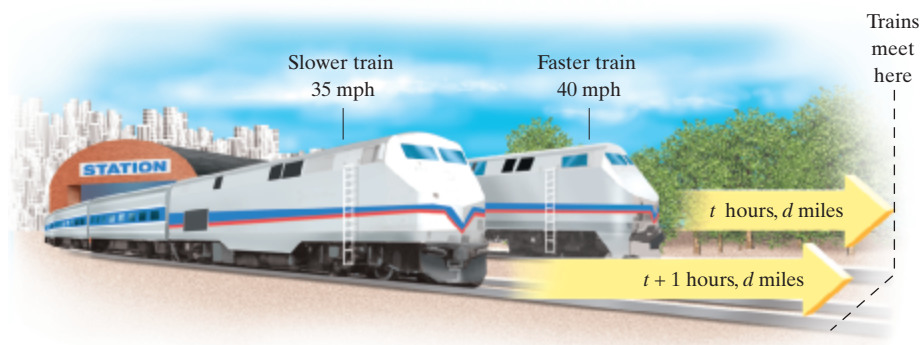 Trains
meet
here
Slower train
35 mph
Faster train
40 mph
STATION
t hours, d miles
t + 1 hours, d miles